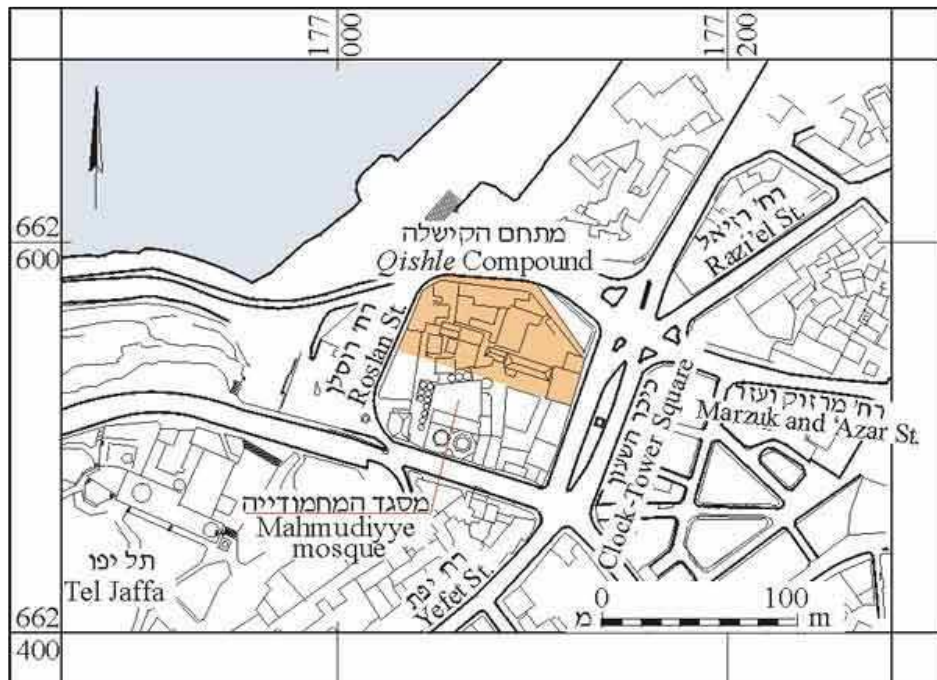 177
000
177
200
662
600
מתחם הקישלה
Qishle Compound
רח' רזיאל
Razi'el St.
רח' רוסלן
Roslan St.
כיכר השעון
Clock-Tower Square
רח' מרזוק ועזר
Marzuk and 'Azar St.
מסגד המחמודייה
Mahmudiyye
mosque
תל יפו
Tel Jaffa
רח' יפת
Yefet St.
0 100
מ m
662
400